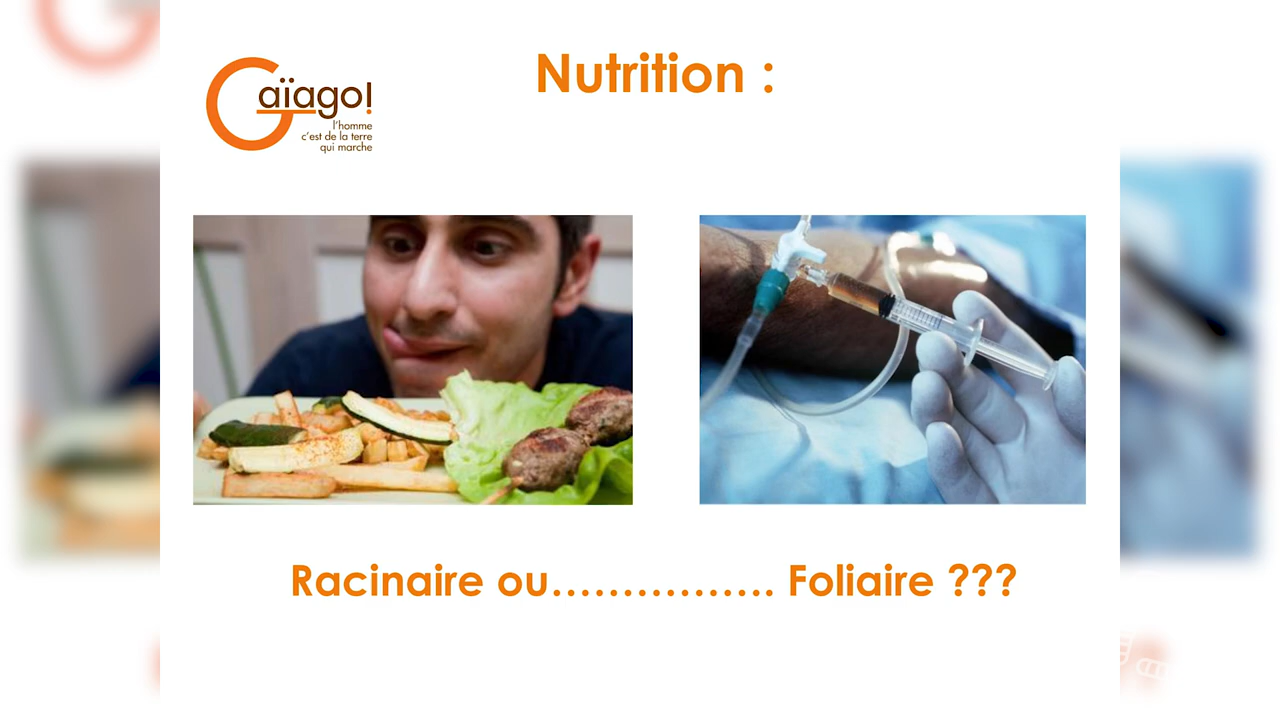 Nutrition :
Gaïago!
l'homme
c'est de la terre
qui marche
Racinaire ou................ Foliaire ???